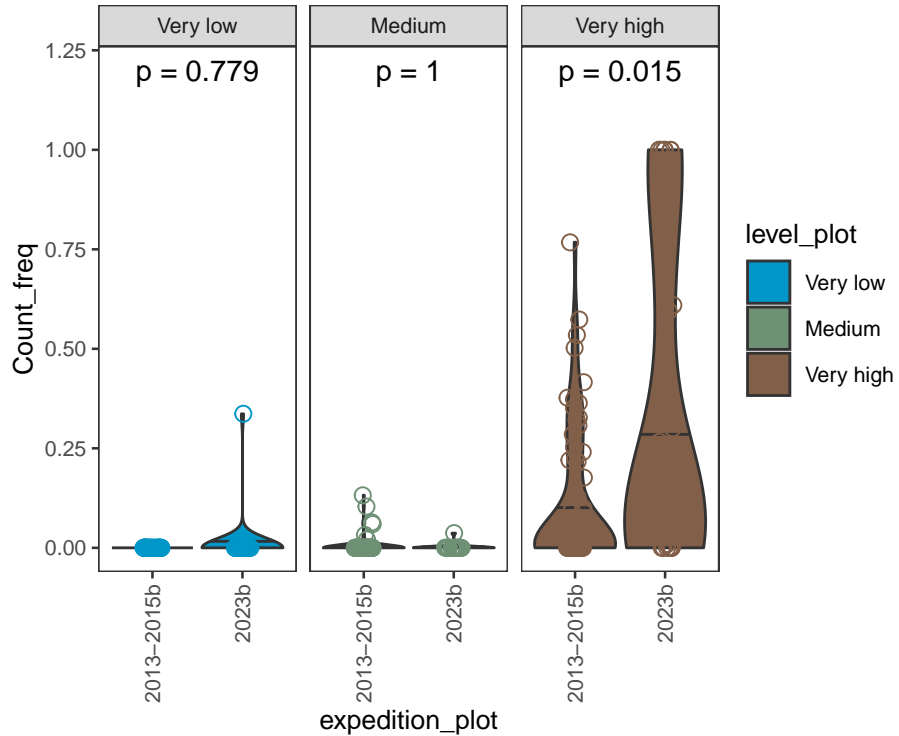 Very low
Medium
Very high
p = 0.779
p = 1
p = 0.015
Count_freq
1.25
1.00
0.75
0.50
0.25
0.00
2013–2015b
2023b
2013–2015b
2023b
2013–2015b
2023b
expedition_plot
level_plot
Very low
Medium
Very high